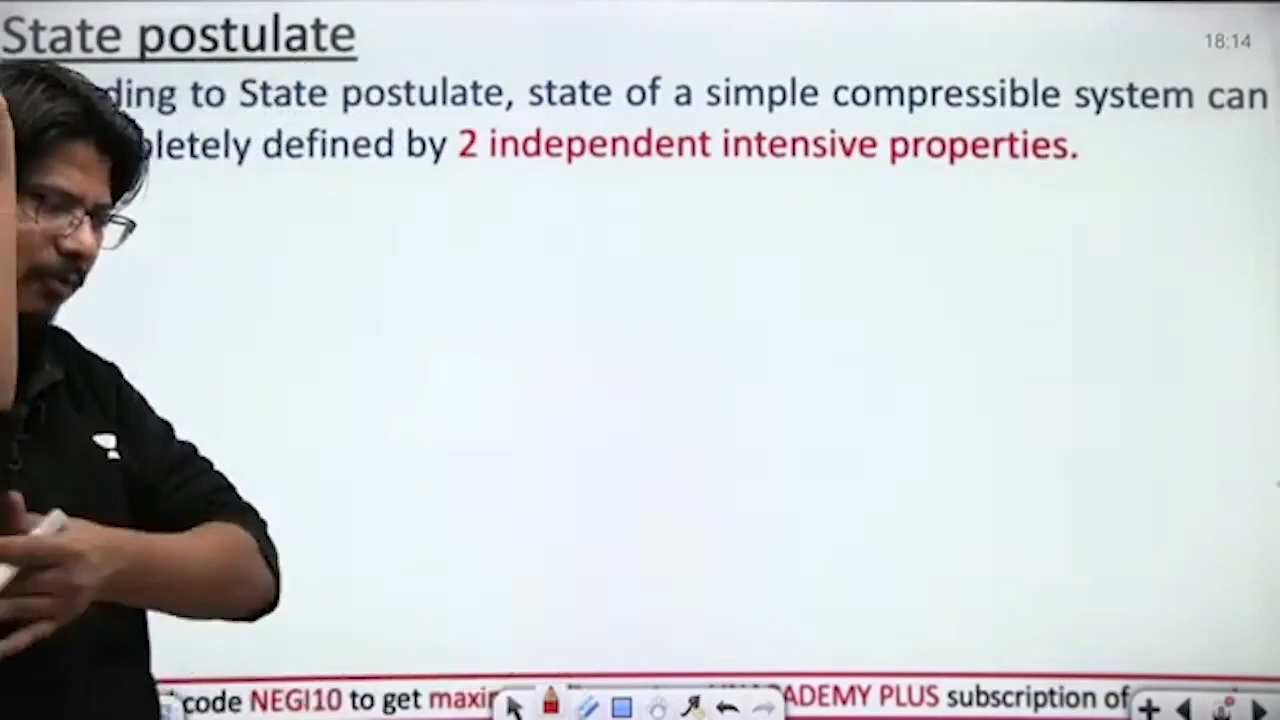 State postulate
18:14
ding to State postulate, state of a simple compressible system can
pletely defined by 2 independent intensive properties.
code NEGI10 to get maxi ADEMY PLUS subscription of